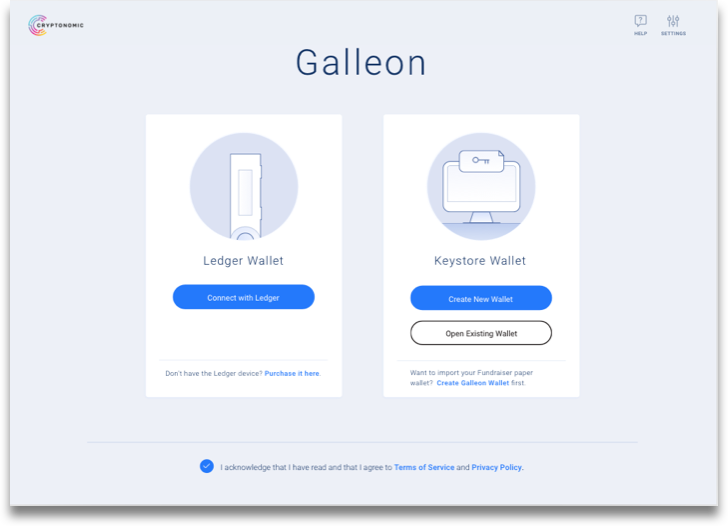 CRYPTONOMIC
HELP
SETTINGS
Galleon
Ledger Wallet
Connect with Ledger
Don't have the Ledger device? Purchase it here.
Keystore Wallet
Create New Wallet
Open Existing Wallet
Want to import your Fundraiser paper
wallet? Create Galleon Wallet first.
I acknowledge that I have read and that I agree to Terms of Service and Privacy Policy.